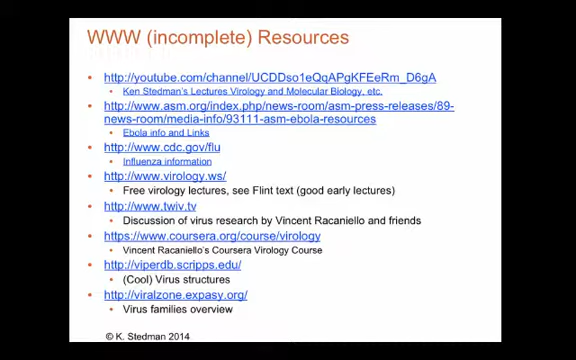 WWW (incomplete) Resources
• http://youtube.com/channel/UCDDso1eQqAPgKFEeRm_D6gA
• Ken Stedman's Lectures Virology and Molecular Biology, etc.
• http://www.asm.org/index.php/news-room/asm-press-releases/89-
news-room/media-info/93111-asm-ebola-resources
• Ebola info and Links
• http://www.cdc.gov/flu
• Influenza information
• http://www.virology.ws/
• Free virology lectures, see Flint text (good early lectures)
• http://www.twiv.tv
• Discussion of virus research by Vincent Racaniello and friends
• https://www.coursera.org/course/virology
• Vincent Racaniello's Coursera Virology Course
• http://viperdb.scripps.edu/
• (Cool) Virus structures
• http://viralzone.expasy.org/
• Virus families overview
© K. Stedman 2014